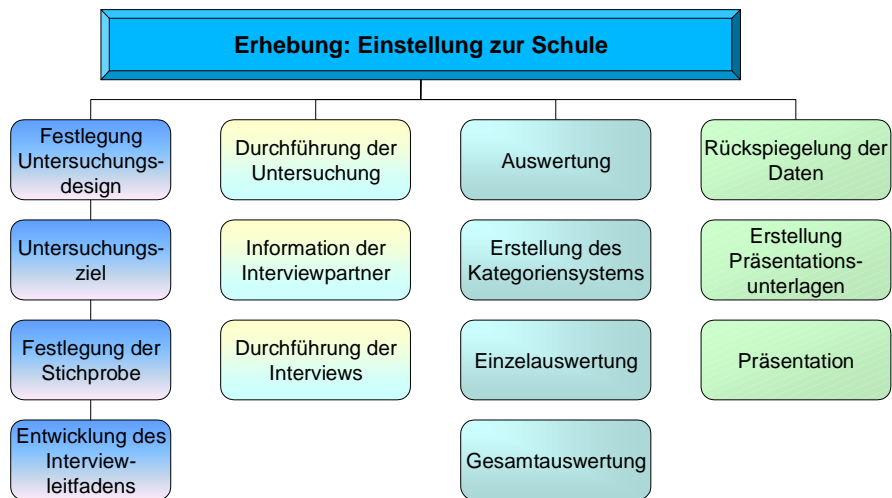 Erhebung: Einstellung zur Schule
Festlegung
Untersuchungs-
design
Untersuchungs-
ziel
Festlegung der
Stichprobe
Entwicklung des
Interview-
leitfadens
Durchführung der
Untersuchung
Information der
Interviewpartner
Durchführung der
Interviews
Auswertung
Erstellung des
Kategoriensystems
Einzelauswertung
Gesamtauswertung
Rückspiegelung der
Daten
Erstellung
Präsentations-
unterlagen
Präsentation